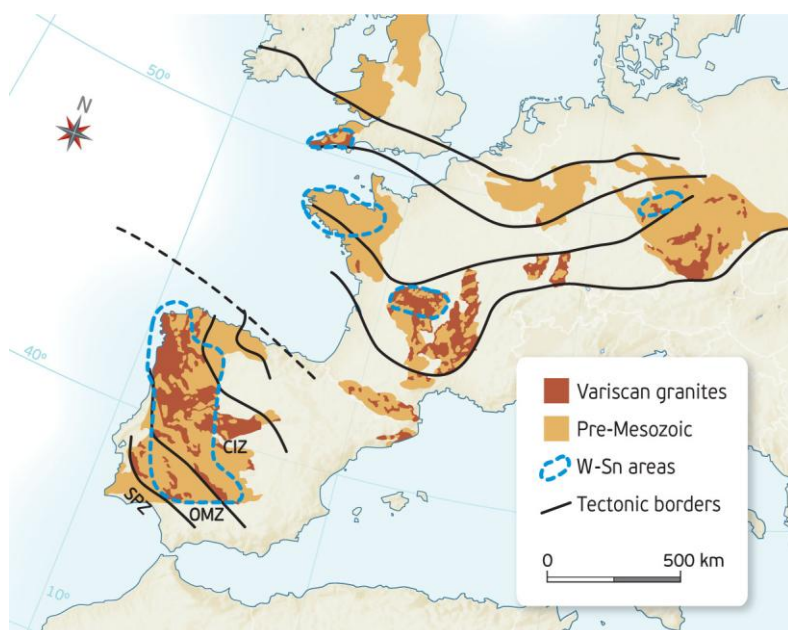 50º
N
40º
CIZ
SPZ
OMZ
10º
Variscan granites
Pre-Mesozoic
W-Sn areas
Tectonic borders
0 500 km